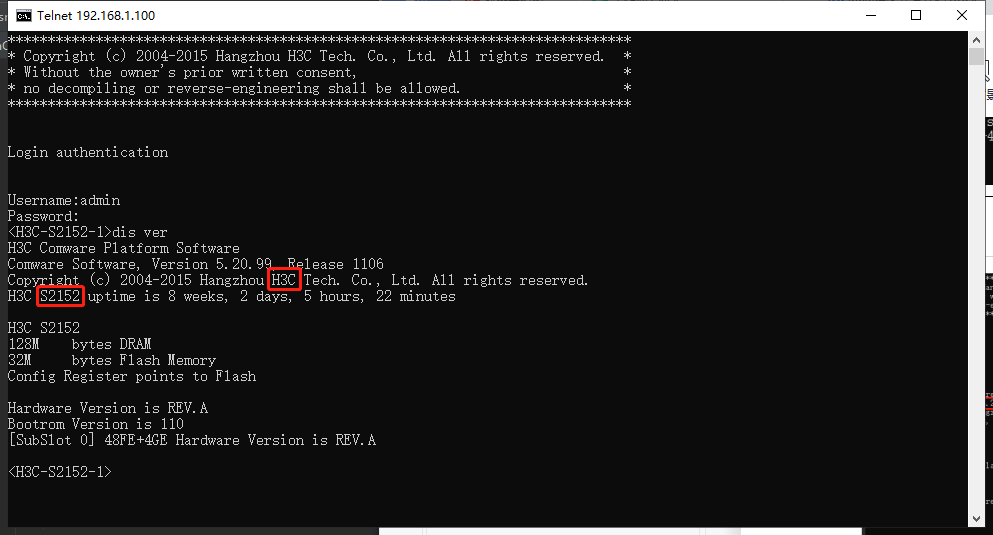 Telnet 192.168.1.100
******************************************************************************
* Copyright (c) 2004-2015 Hangzhou H3C Tech. Co., Ltd. All rights reserved.  *
* Without the owner's prior written consent,                                 *
* no decompiling or reverse-engineering shall be allowed.                    *
******************************************************************************
Login authentication
Username:admin
Password:
<H3C-S2152-1>dis ver
H3C Comware Platform Software
Comware Software, Version 5.20.99, Release 1106
Copyright (c) 2004-2015 Hangzhou H3C Tech. Co., Ltd. All rights reserved.
H3C S2152 uptime is 8 weeks, 2 days, 5 hours, 22 minutes
H3C S2152
128M    bytes DRAM
32M     bytes Flash Memory
Config Register points to Flash
Hardware Version is REV.A
Bootrom Version is 110
[SubSlot 0] 48FE+4GE Hardware Version is REV.A
<H3C-S2152-1>